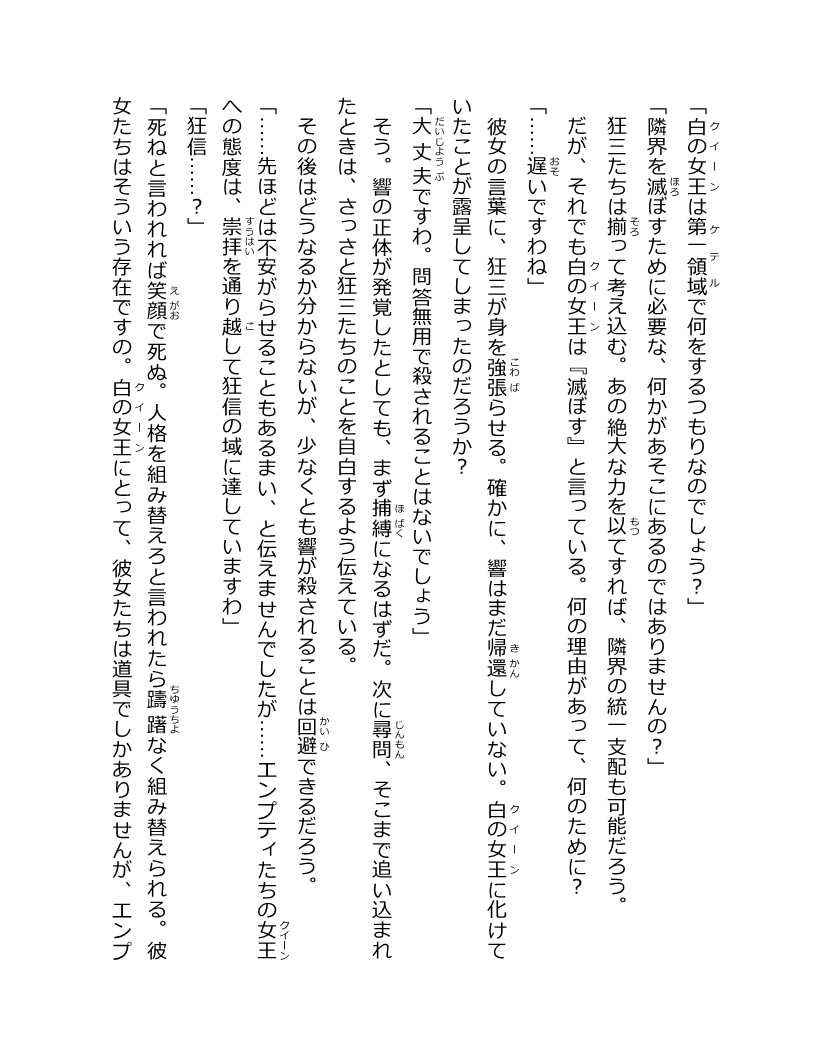 「白の女王は第一領域で何をするつもりなのでしょう？」
「隣界を滅ぼすために必要な、何かがあそこにあるのではありませんの？」
狂三たちは揃って考え込む。あの絶大な力を以てすれば、隣界の統一支配も可能だろう。
だが、それでも白の女王は『滅ぼす』と言っている。何の理由があって、何のために？
「……遅いですわね」
彼女の言葉に、狂三が身を強張らせる。確かに、響はまだ帰還していない。白の女王に化けて
いたことが露呈してしまったのだろうか？
「大丈夫ですわ。問答無用で殺されることはないでしょう」
そう。響の正体が発覚したとしても、まず捕縛になるはずだ。次に尋問、そこまで追い込まれ
たときは、さっさと狂三たちのことを自白するよう伝えている。
その後はどうなるか分からないが、少なくとも響が殺されることは回避できるだろう。
「……先ほどは不安がらせることもあるまい、と伝えませんでしたが……エンプティたちの女王
への態度は、崇拝を通り越して狂信の域に達していますわ」
「狂信……？」
「死ねと言われれば笑顔で死ぬ。人格を組み替えろと言われたら躊躇なく組み替えられる。彼
女たちはそういう存在ですの。白の女王にとって、彼女たちは道具でしかありませんが、エンプ